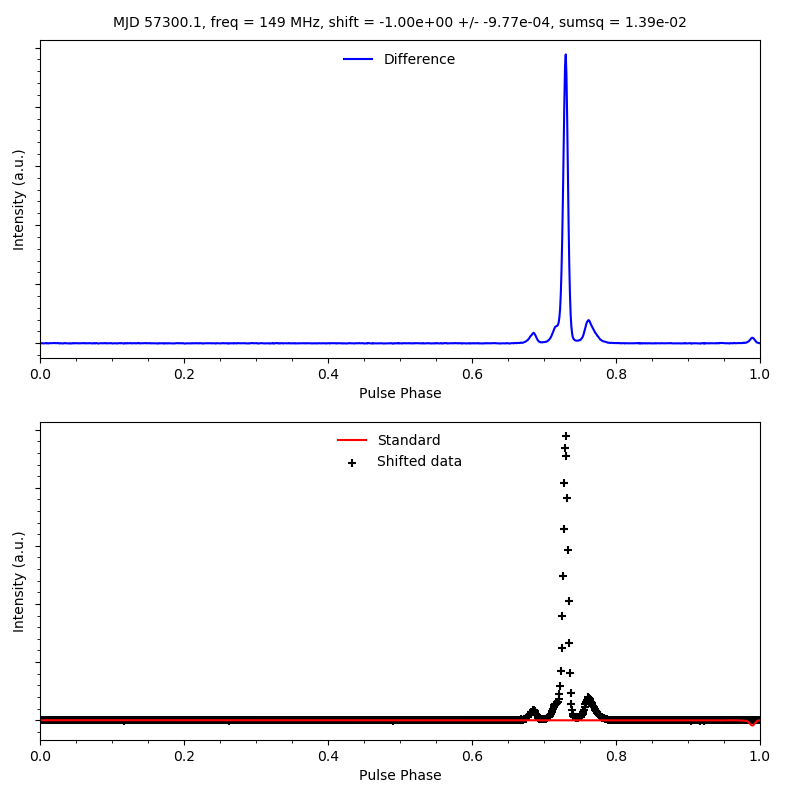 MJD 57300.1, freq = 149 MHz, shift = -1.00e+00 +/- -9.77e-04, sumsq = 1.39e-02
Difference
Intensity (a.u.)
0.0 0.2 0.4 0.6 0.8 1.0
Pulse Phase
Standard
Shifted data
Intensity (a.u.)
0.0 0.2 0.4 0.6 0.8 1.0
Pulse Phase